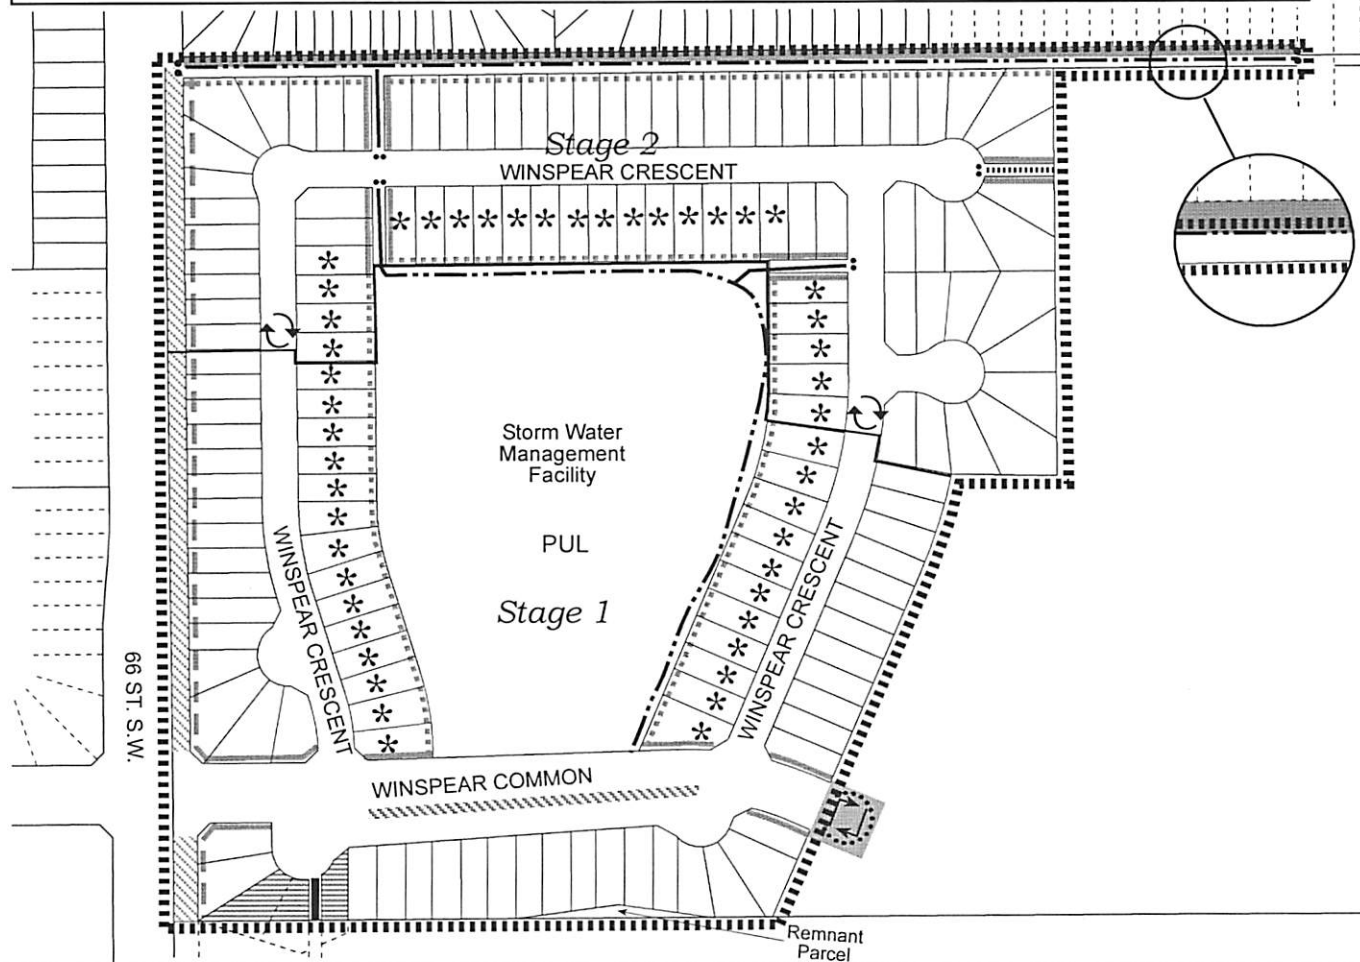 Stage 2
WINSPEAR CRESCENT
Storm Water
Management
Facility
PUL
Stage 1
WINSPEAR CRESCENT
WINSPEAR CRESCENT
66 ST. S.W.
WINSPEAR COMMON
Remnant
Parcel